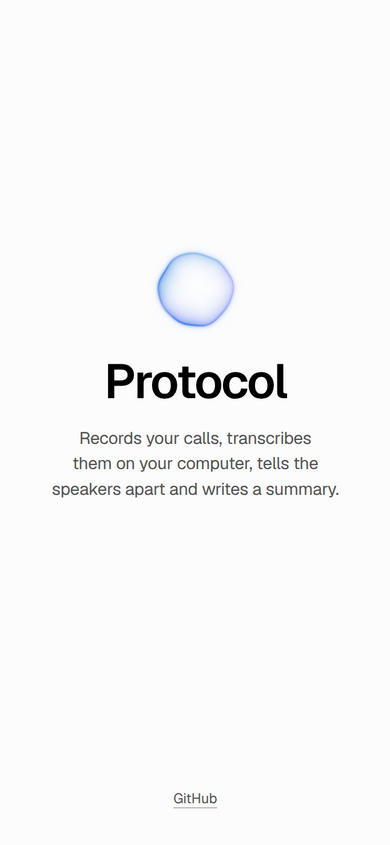 Protocol
Records your calls, transcribes
them on your computer, tells the
speakers apart and writes a summary.
GitHub